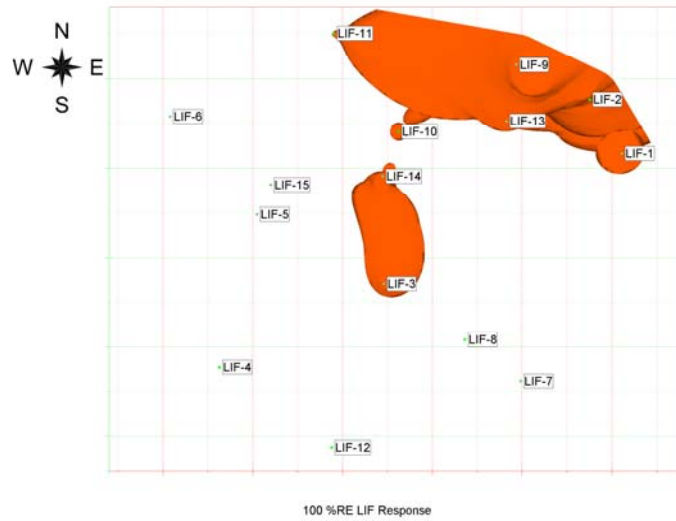 N
W E
S
LIF-11
LIF-9
LIF-2
LIF-6
LIF-13
LIF-10
LIF-1
LIF-14
LIF-15
LIF-5
LIF-3
LIF-8
LIF-4
LIF-7
LIF-12
100 %RE LIF Response